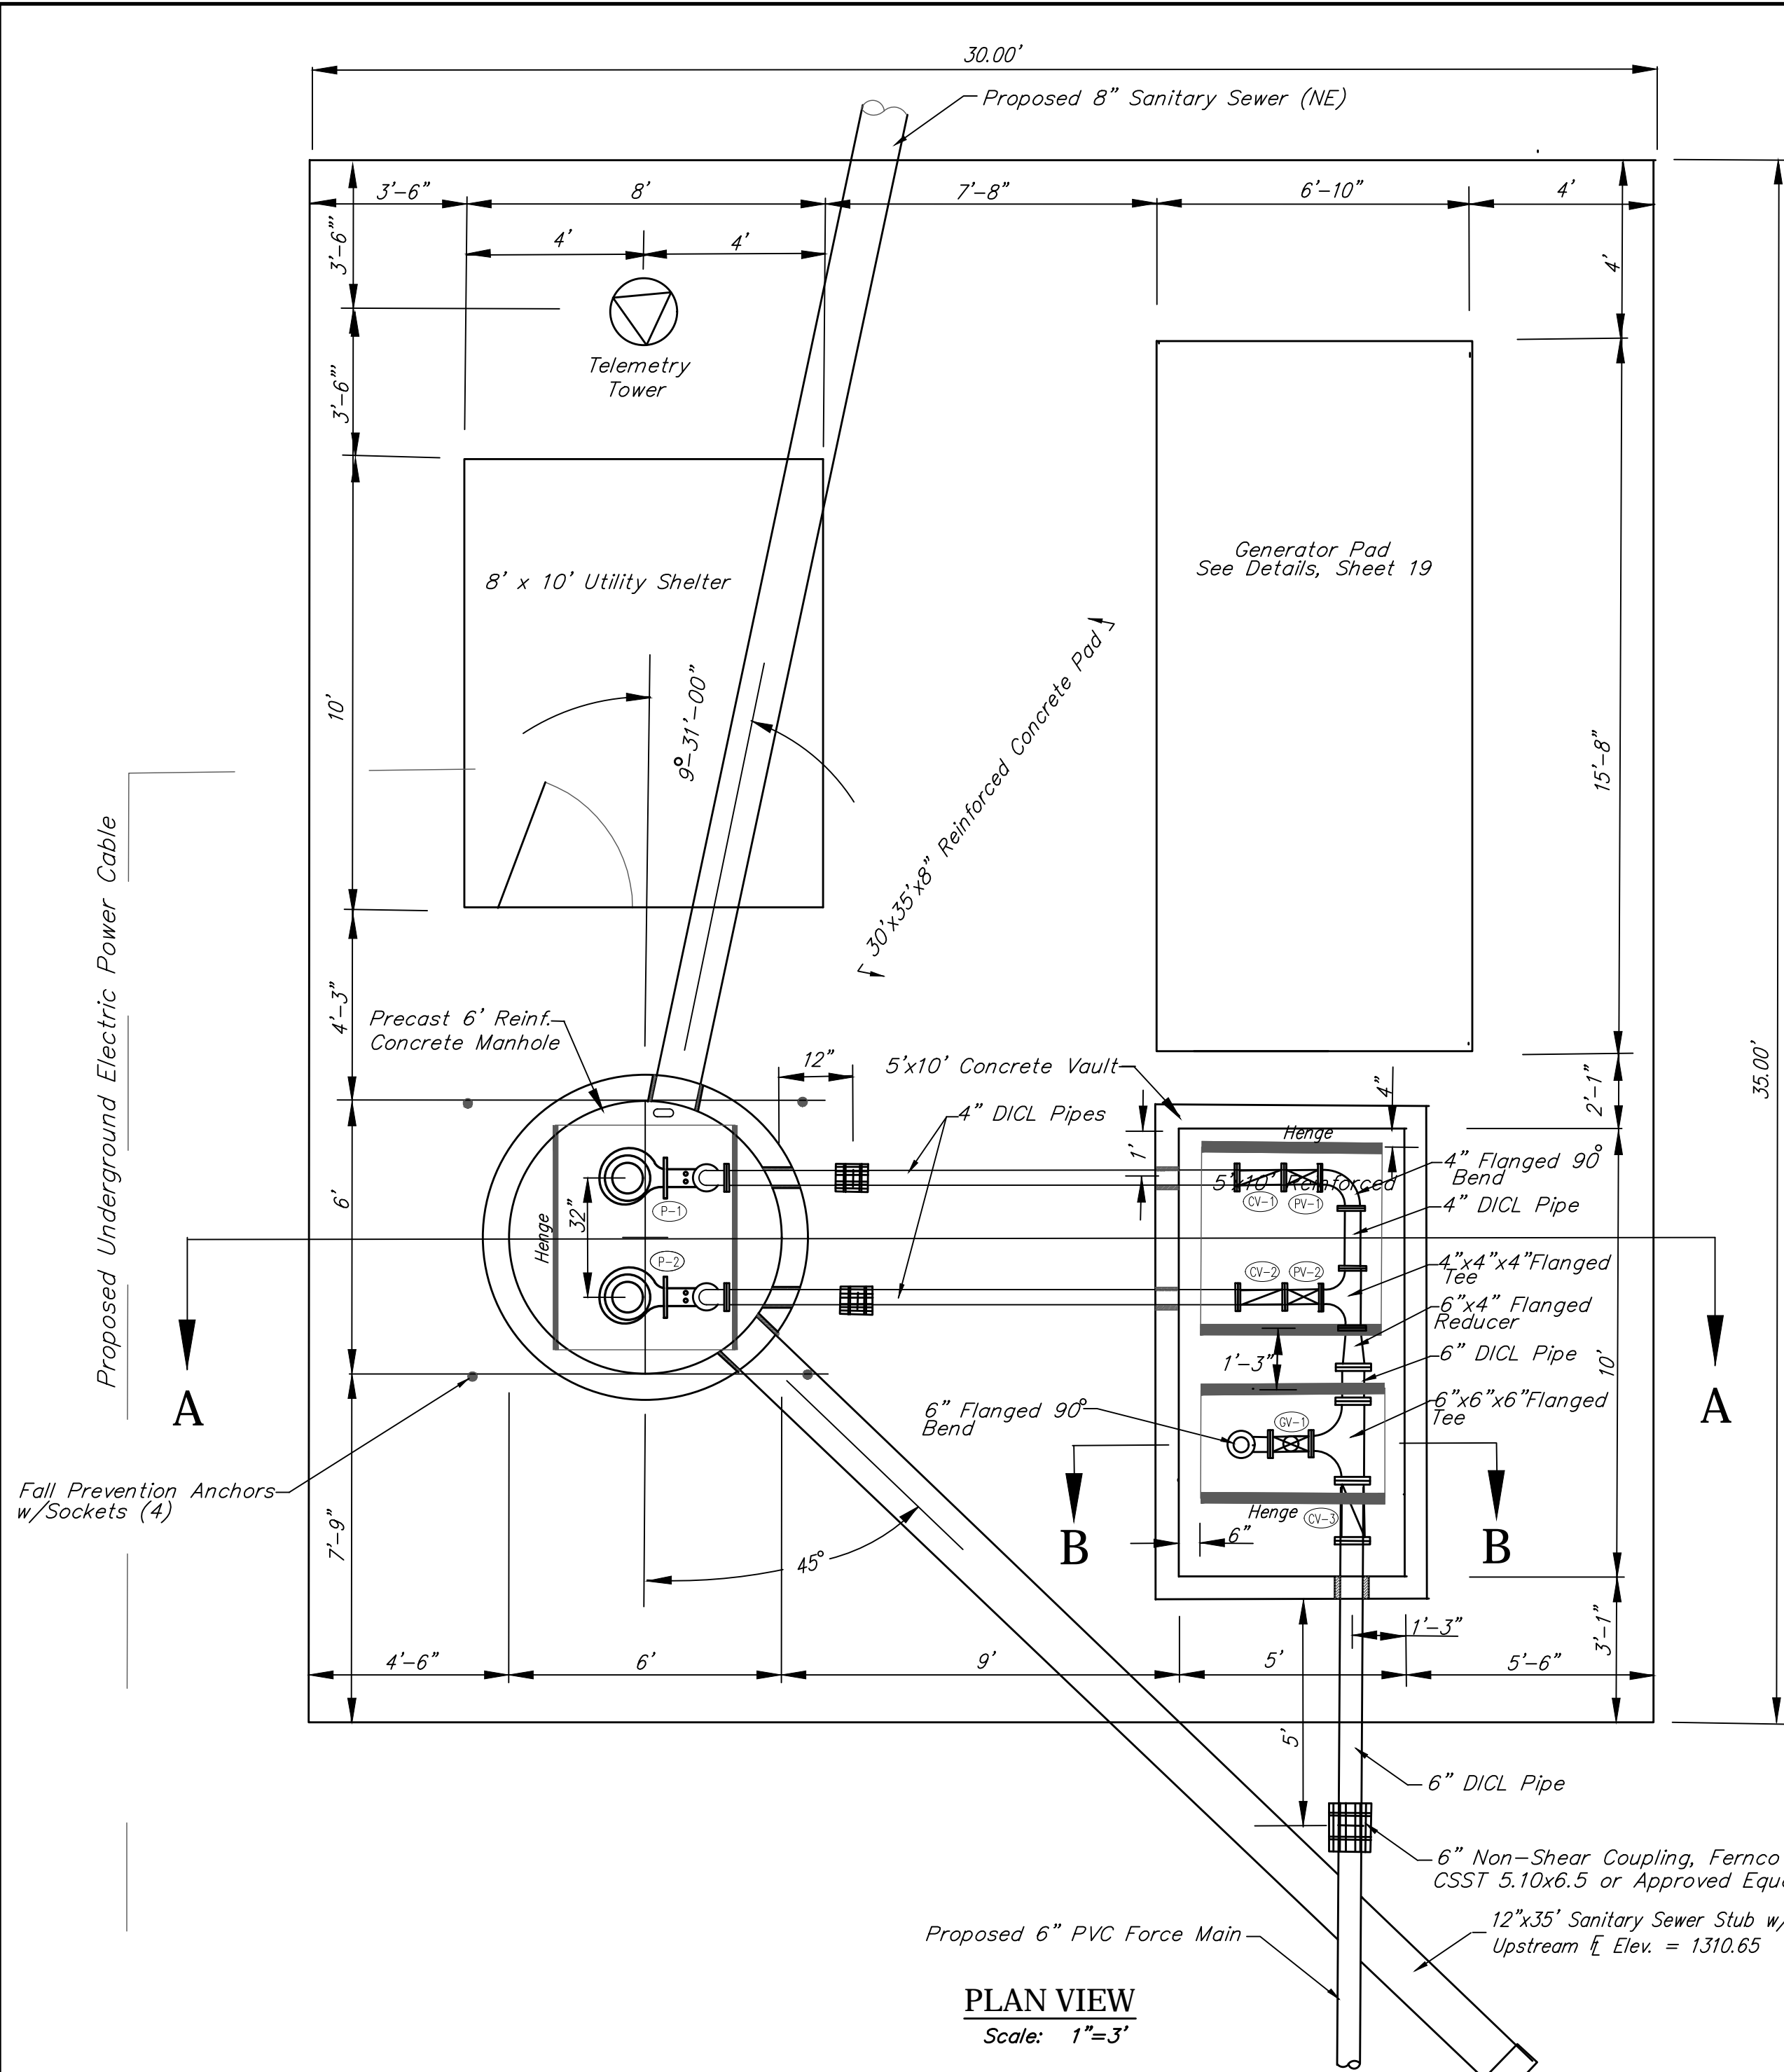 30.00'
Proposed 8" Sanitary Sewer (NE)
3'-6"
8'
7'-8"
6'-10"
4'
4'
4'
3'-6"'
4'
Telemetry
Tower
3'-6"'
Generator Pad
See Details, Sheet 19
8' x 10' Utility Shelter
30'x35'x8" Reinforced Concrete Pad
9°-31'-00"
10'
15'-8"
Proposed Underground Electric Power Cable
4'-3"
Precast 6' Reinf.
Concrete Manhole
12"
5'x10' Concrete Vault
4"
2'-1"
35.00'
4" DICL Pipes
1'
Henge
5'x10' Reinforced
4" Flanged 90°
Bend
CV-1
PV-1
4" DICL Pipe
P-1
32"
6'
Henge
P-2
CV-2
PV-2
4"x4"x4"Flanged
Tee
6"x4" Flanged
Reducer
1'-3"
6" DICL Pipe
10'
A
A
6" Flanged 90°
Bend
GV-1
6"x6"x6"Flanged
Tee
Fall Prevention Anchors
w/Sockets (4)
7'-9"
Henge
CV-3
6"
B
B
45°
1'-3"
3'-1"
4'-6"
6'
9'
5'
5'-6"
5'
6" DICL Pipe
6" Non-Shear Coupling, Fernco
CSST 5.10x6.5 or Approved Equ
12"x35' Sanitary Sewer Stub w/
Upstream ℄ Elev. = 1310.65
Proposed 6" PVC Force Main
PLAN VIEW
Scale: 1"=3'